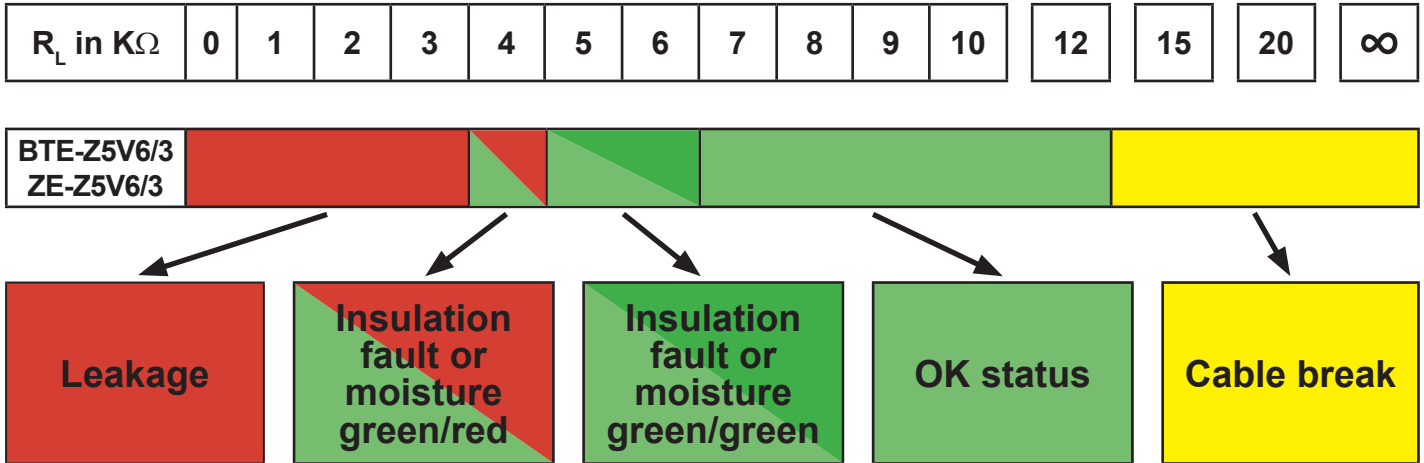 R_L in KΩ 0 1 2 3 4 5 6 7 8 9 10 12 15 20 ∞
BTE-Z5V6/3
ZE-Z5V6/3
Leakage
Insulation
fault or
moisture
green/red
Insulation
fault or
moisture
green/green
OK status
Cable break